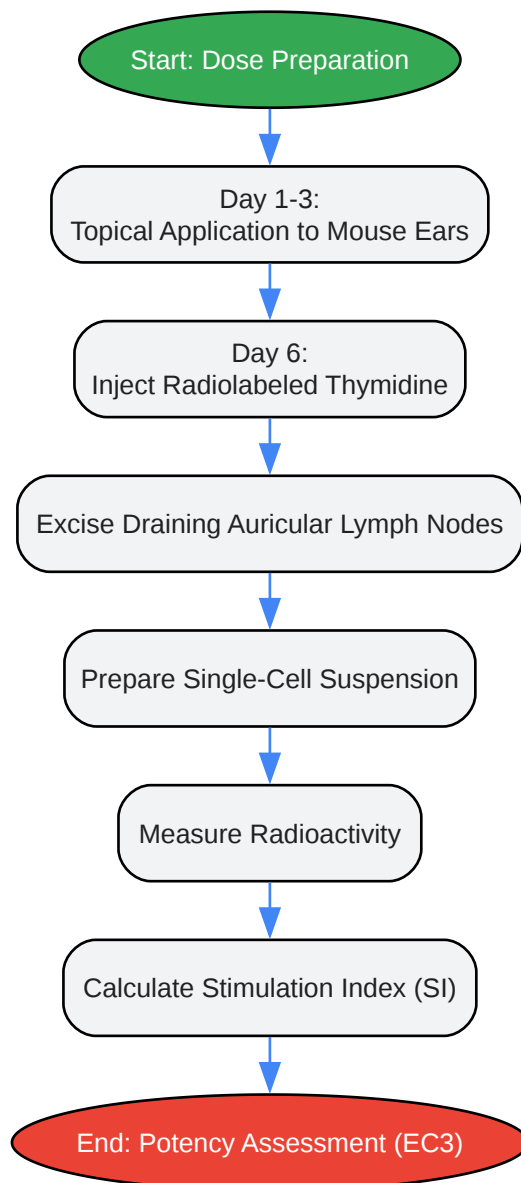 Start: Dose Preparation
Day 1-3:
Topical Application to Mouse Ears
Day 6:
Inject Radiolabeled Thymidine
Excise Draining Auricular Lymph Nodes
Prepare Single-Cell Suspension
Measure Radioactivity
Calculate Stimulation Index (SI)
End: Potency Assessment (EC3)